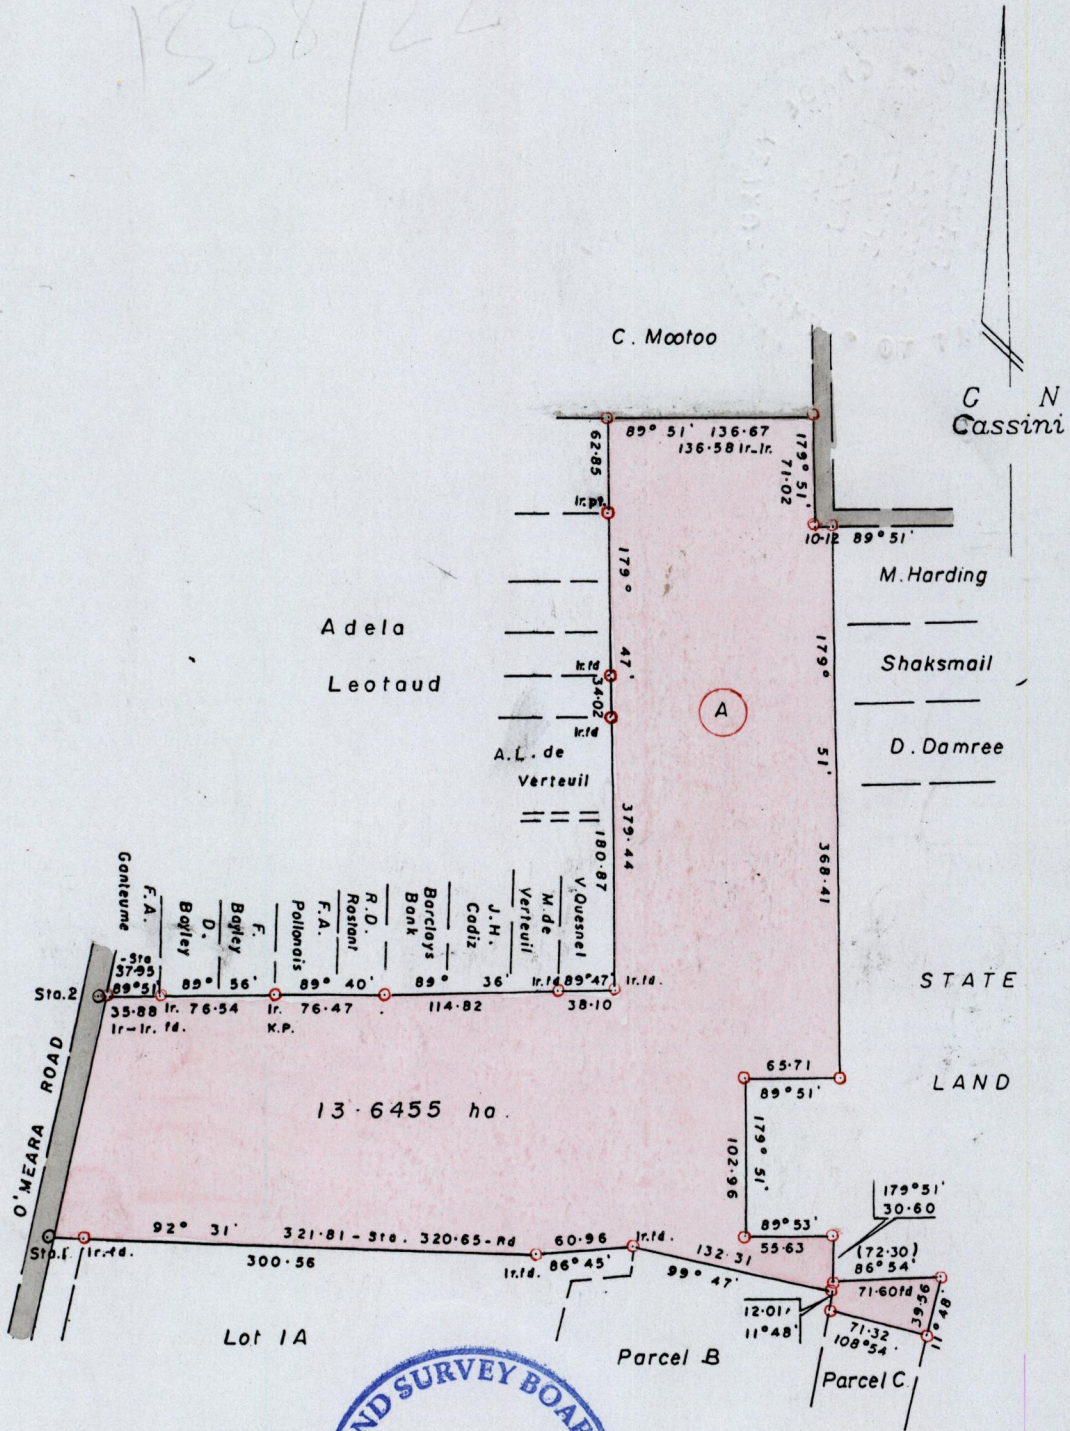 1358/22
C. Mootoo
G N
Cassini
89° 51' 136·67
136·58 Ir-Ir.
62·85
179° 51'
71·02
Ir.pt.
10·12 89°51'
M. Harding
179° 47'
Adela
Leotaud
Ir.fd
34·02
Ir.fd
Shaksmail
179° 51'
A
D. Damree
A.L. de
Verteuil
379·44
180·87
368·41
Ganteume
F.A.
Bayley
D.
Bayley
F.
Pollonais
F.A.
Rostant
R.D.
Barclays
Bank
J.H.
Cadiz
M.de
Verteuil
V.Quesnel
-Sta
37·95
Sta.2
89°51'
89° 56'
89° 40'
89° 36'
Ir.fd
89°47'
Ir.fd.
35·88
Ir. 76·54
Ir. 76·47
114·82
38·10
Ir-Ir. fd.
K.P.
STATE
LAND
O'MEARA ROAD
13·6455 ha.
65·71
89°51'
179° 51'
102·96
179°51'
30·60
92° 31' 321·81 - Sta. 320·65 - Rd
60·96
Ir.fd.
89°53'
55·63
Sta.1
Ir.fd.
300·56
Ir.fd.
86°45'
132·31
99° 47'
(72·30)
86°54'
71·60fd
39·56
11° 48'
12·01
11°48'
71·32
108°54'
Lot 1A
Parcel B
Parcel C
ND SURVEY BOAR